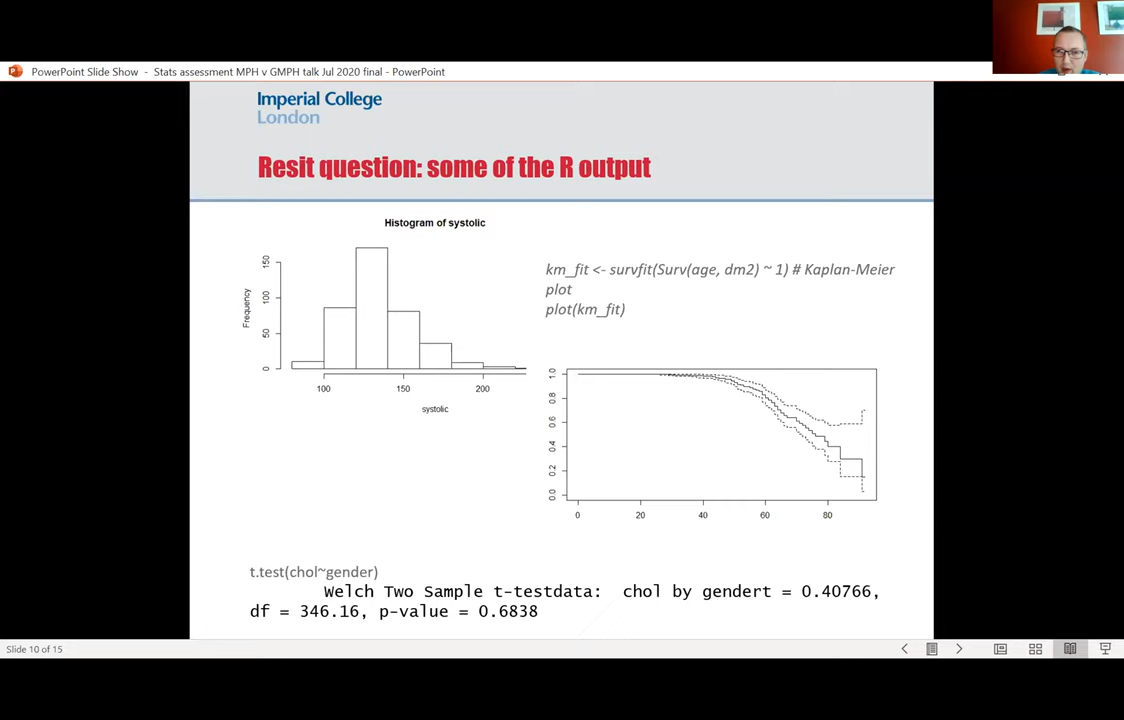 PowerPoint Slide Show - Stats assessment MPH v GMPH talk Jul 2020 final - PowerPoint
Imperial College
London
Resit question: some of the R output
Histogram of systolic
Frequency
150
100
50
0
100 150 200
systolic
km_fit <- survfit(Surv(age, dm2) ~ 1) # Kaplan-Meier
plot
plot(km_fit)
1.0
0.8
0.6
0.4
0.2
0.0
0 20 40 60 80
t.test(chol~gender)
Welch Two Sample t-testdata: chol by gendert = 0.40766,
df = 346.16, p-value = 0.6838
Slide 10 of 15